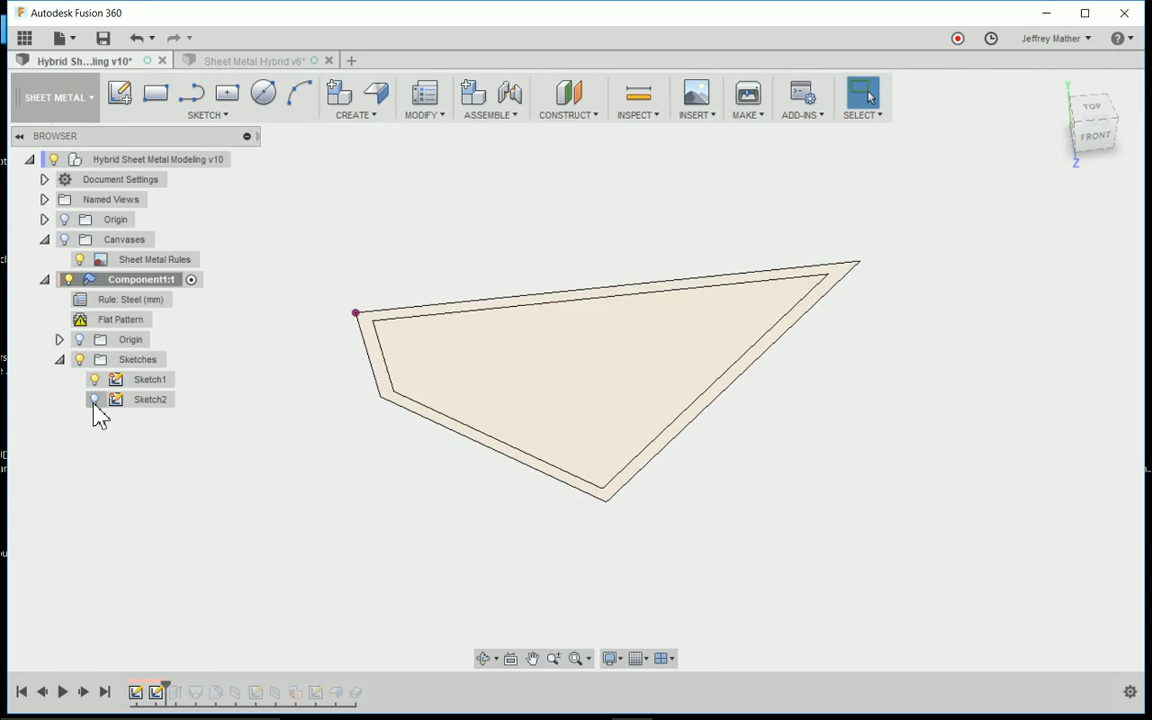 Autodesk Fusion 360
Jeffrey Mather
Hybrid Sh...ling v10*
Sheet Metal Hybrid v6*
SHEET METAL
SKETCH
CREATE
MODIFY
ASSEMBLE
CONSTRUCT
INSPECT
INSERT
MAKE
ADD-INS
SELECT
TOP
FRONT
Z
BROWSER
Hybrid Sheet Metal Modeling v10
Document Settings
Named Views
Origin
Canvases
Sheet Metal Rules
Component1:1
Rule: Steel (mm)
Flat Pattern
Origin
Sketches
Sketch1
Sketch2